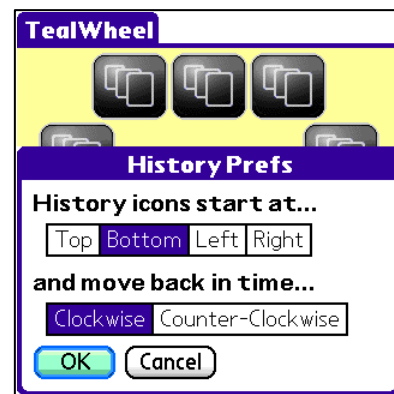 TealWheel
History Prefs
History icons start at...
Top Bottom Left Right
and move back in time...
Clockwise Counter-Clockwise
OK Cancel